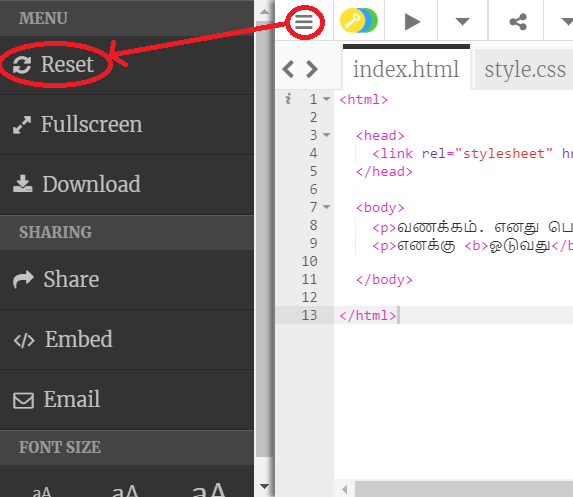 MENU
Reset
Fullscreen
Download
SHARING
Share
Embed
Email
FONT SIZE
aA aA aA
index.html style.css
i 1 <html>
2
3 <head>
4 <link rel="stylesheet" hr
5 </head>
6
7 <body>
8 <p>வணக்கம். எனது பெ
9 <p>எனக்கு <b>ஓடுவது</b
10
11 </body>
12
13 </html>